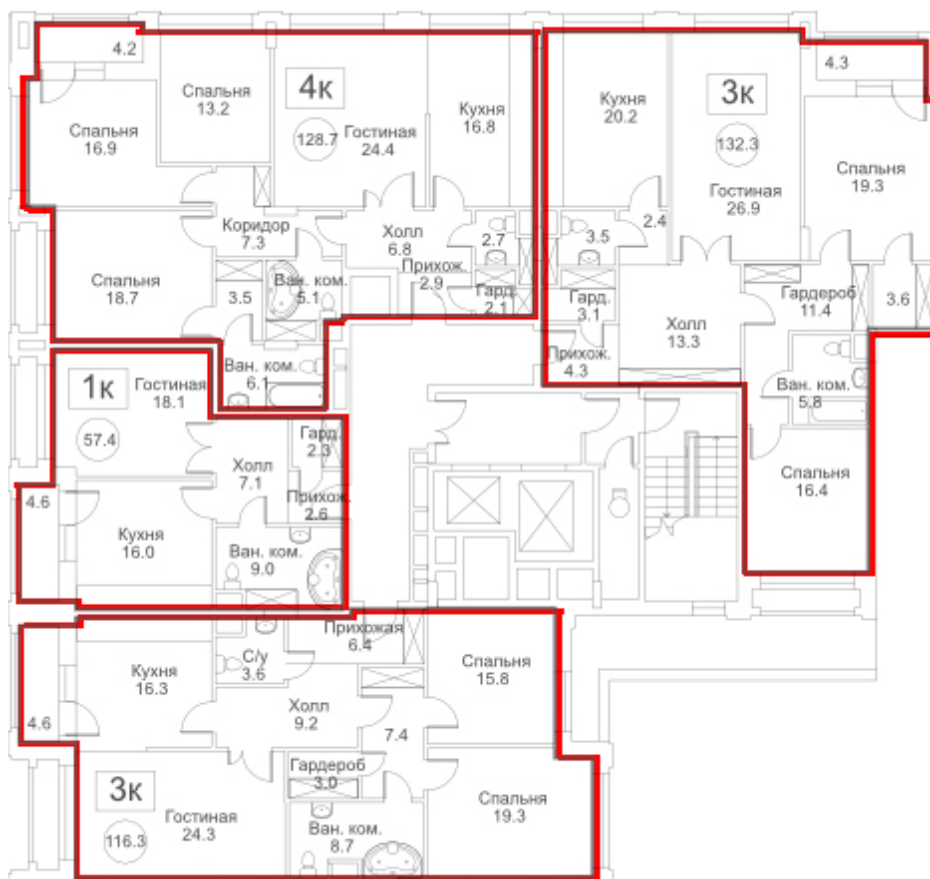 4.2
Спальня
13.2
4к
128.7
Гостиная
24.4
Кухня
16.8
Спальня
16.9
Коридор
7.3
Холл
6.8
2.7
Прихож.
2.9
Гард.
2.1
Спальня
18.7
3.5
Ван. ком.
5.1
Ван. ком.
6.1
Кухня
20.2
3к
132.3
4.3
Гостиная
26.9
Спальня
19.3
3.5
2.4
Гард.
3.1
Гардероб
11.4
3.6
Холл
13.3
Прихож.
4.3
Ван. ком.
5.8
Спальня
16.4
1к
57.4
Гостиная
18.1
Гард.
2.3
Холл
7.1
Прихож.
2.6
4.6
Кухня
16.0
Ван. ком.
9.0
Прихожая
6.4
С/у
3.6
Кухня
16.3
Спальня
15.8
4.6
Холл
9.2
7.4
3к
116.3
Гостиная
24.3
Гардероб
3.0
Спальня
19.3
Ван. ком.
8.7